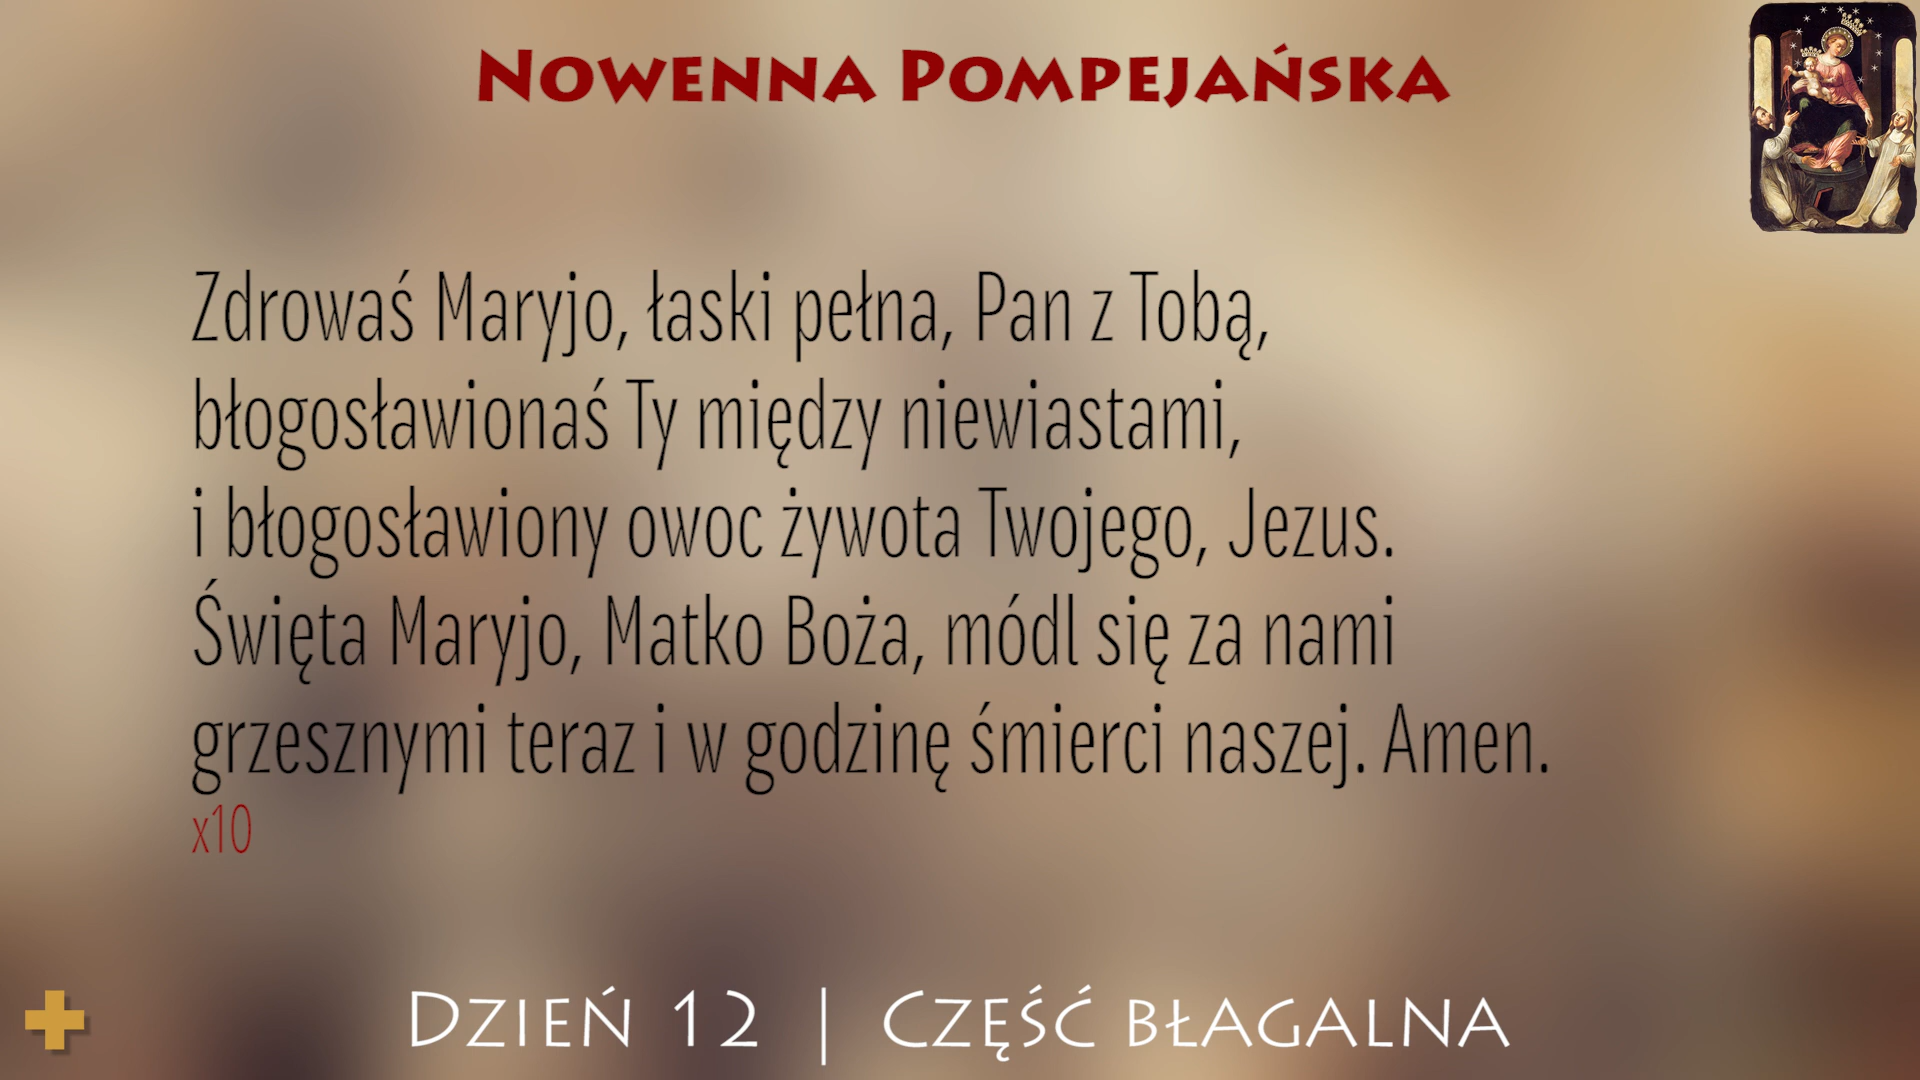 Nowenna Pompejańska
Zdrowaś Maryjo, łaski pełna, Pan z Tobą,
błogosławionaś Ty między niewiastami,
i błogosławiony owoc żywota Twojego, Jezus.
Święta Maryjo, Matko Boża, módl się za nami
grzesznymi teraz i w godzinę śmierci naszej. Amen.
x10
Dzień 12 | Część błagalna